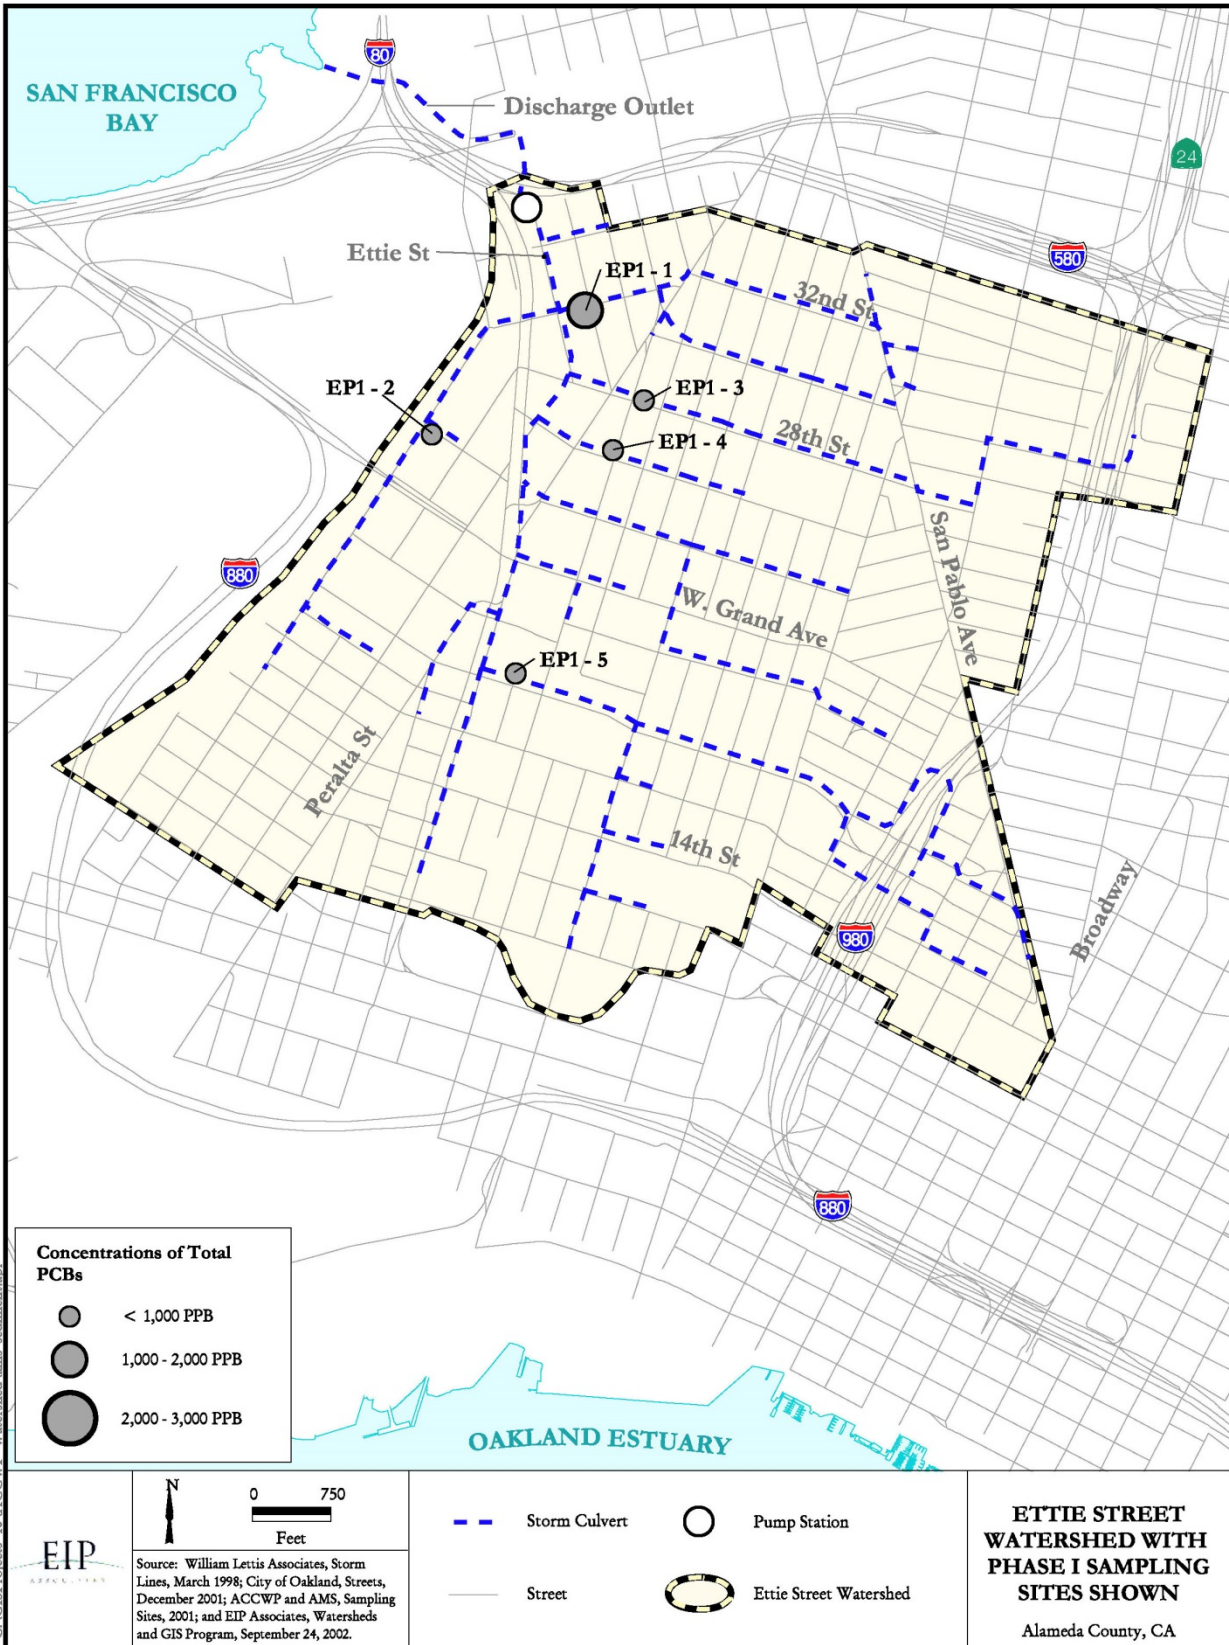 80
SAN FRANCISCO
BAY
Discharge Outlet
24
Ettie St
580
EP1 - 1
32nd St
EP1 - 2
EP1 - 3
28th St
EP1 - 4
San Pablo Ave
880
W. Grand Ave
EP1 - 5
Peralta St
14th St
Broadway
980
880
Concentrations of Total
PCBs
< 1,000 PPB
1,000 - 2,000 PPB
2,000 - 3,000 PPB
OAKLAND ESTUARY
EIP
ASSOCIATES
N
0 750
Feet
Source: William Lettis Associates, Storm
Lines, March 1998; City of Oakland, Streets,
December 2001; ACCWP and AMS, Sampling
Sites, 2001; and EIP Associates, Watersheds
and GIS Program, September 24, 2002.
Storm Culvert
Pump Station
Street
Ettie Street Watershed
ETTIE STREET
WATERSHED WITH
PHASE I SAMPLING
SITES SHOWN
Alameda County, CA